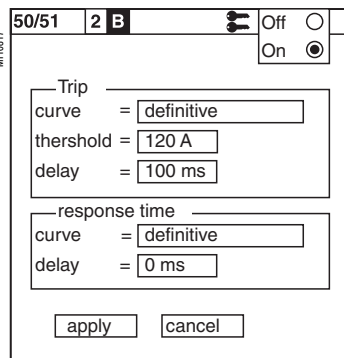 50/51 2 B Off
On
Trip
curve = definitive
thershold = 120 A
delay = 100 ms
response time
curve = definitive
delay = 0 ms
apply cancel